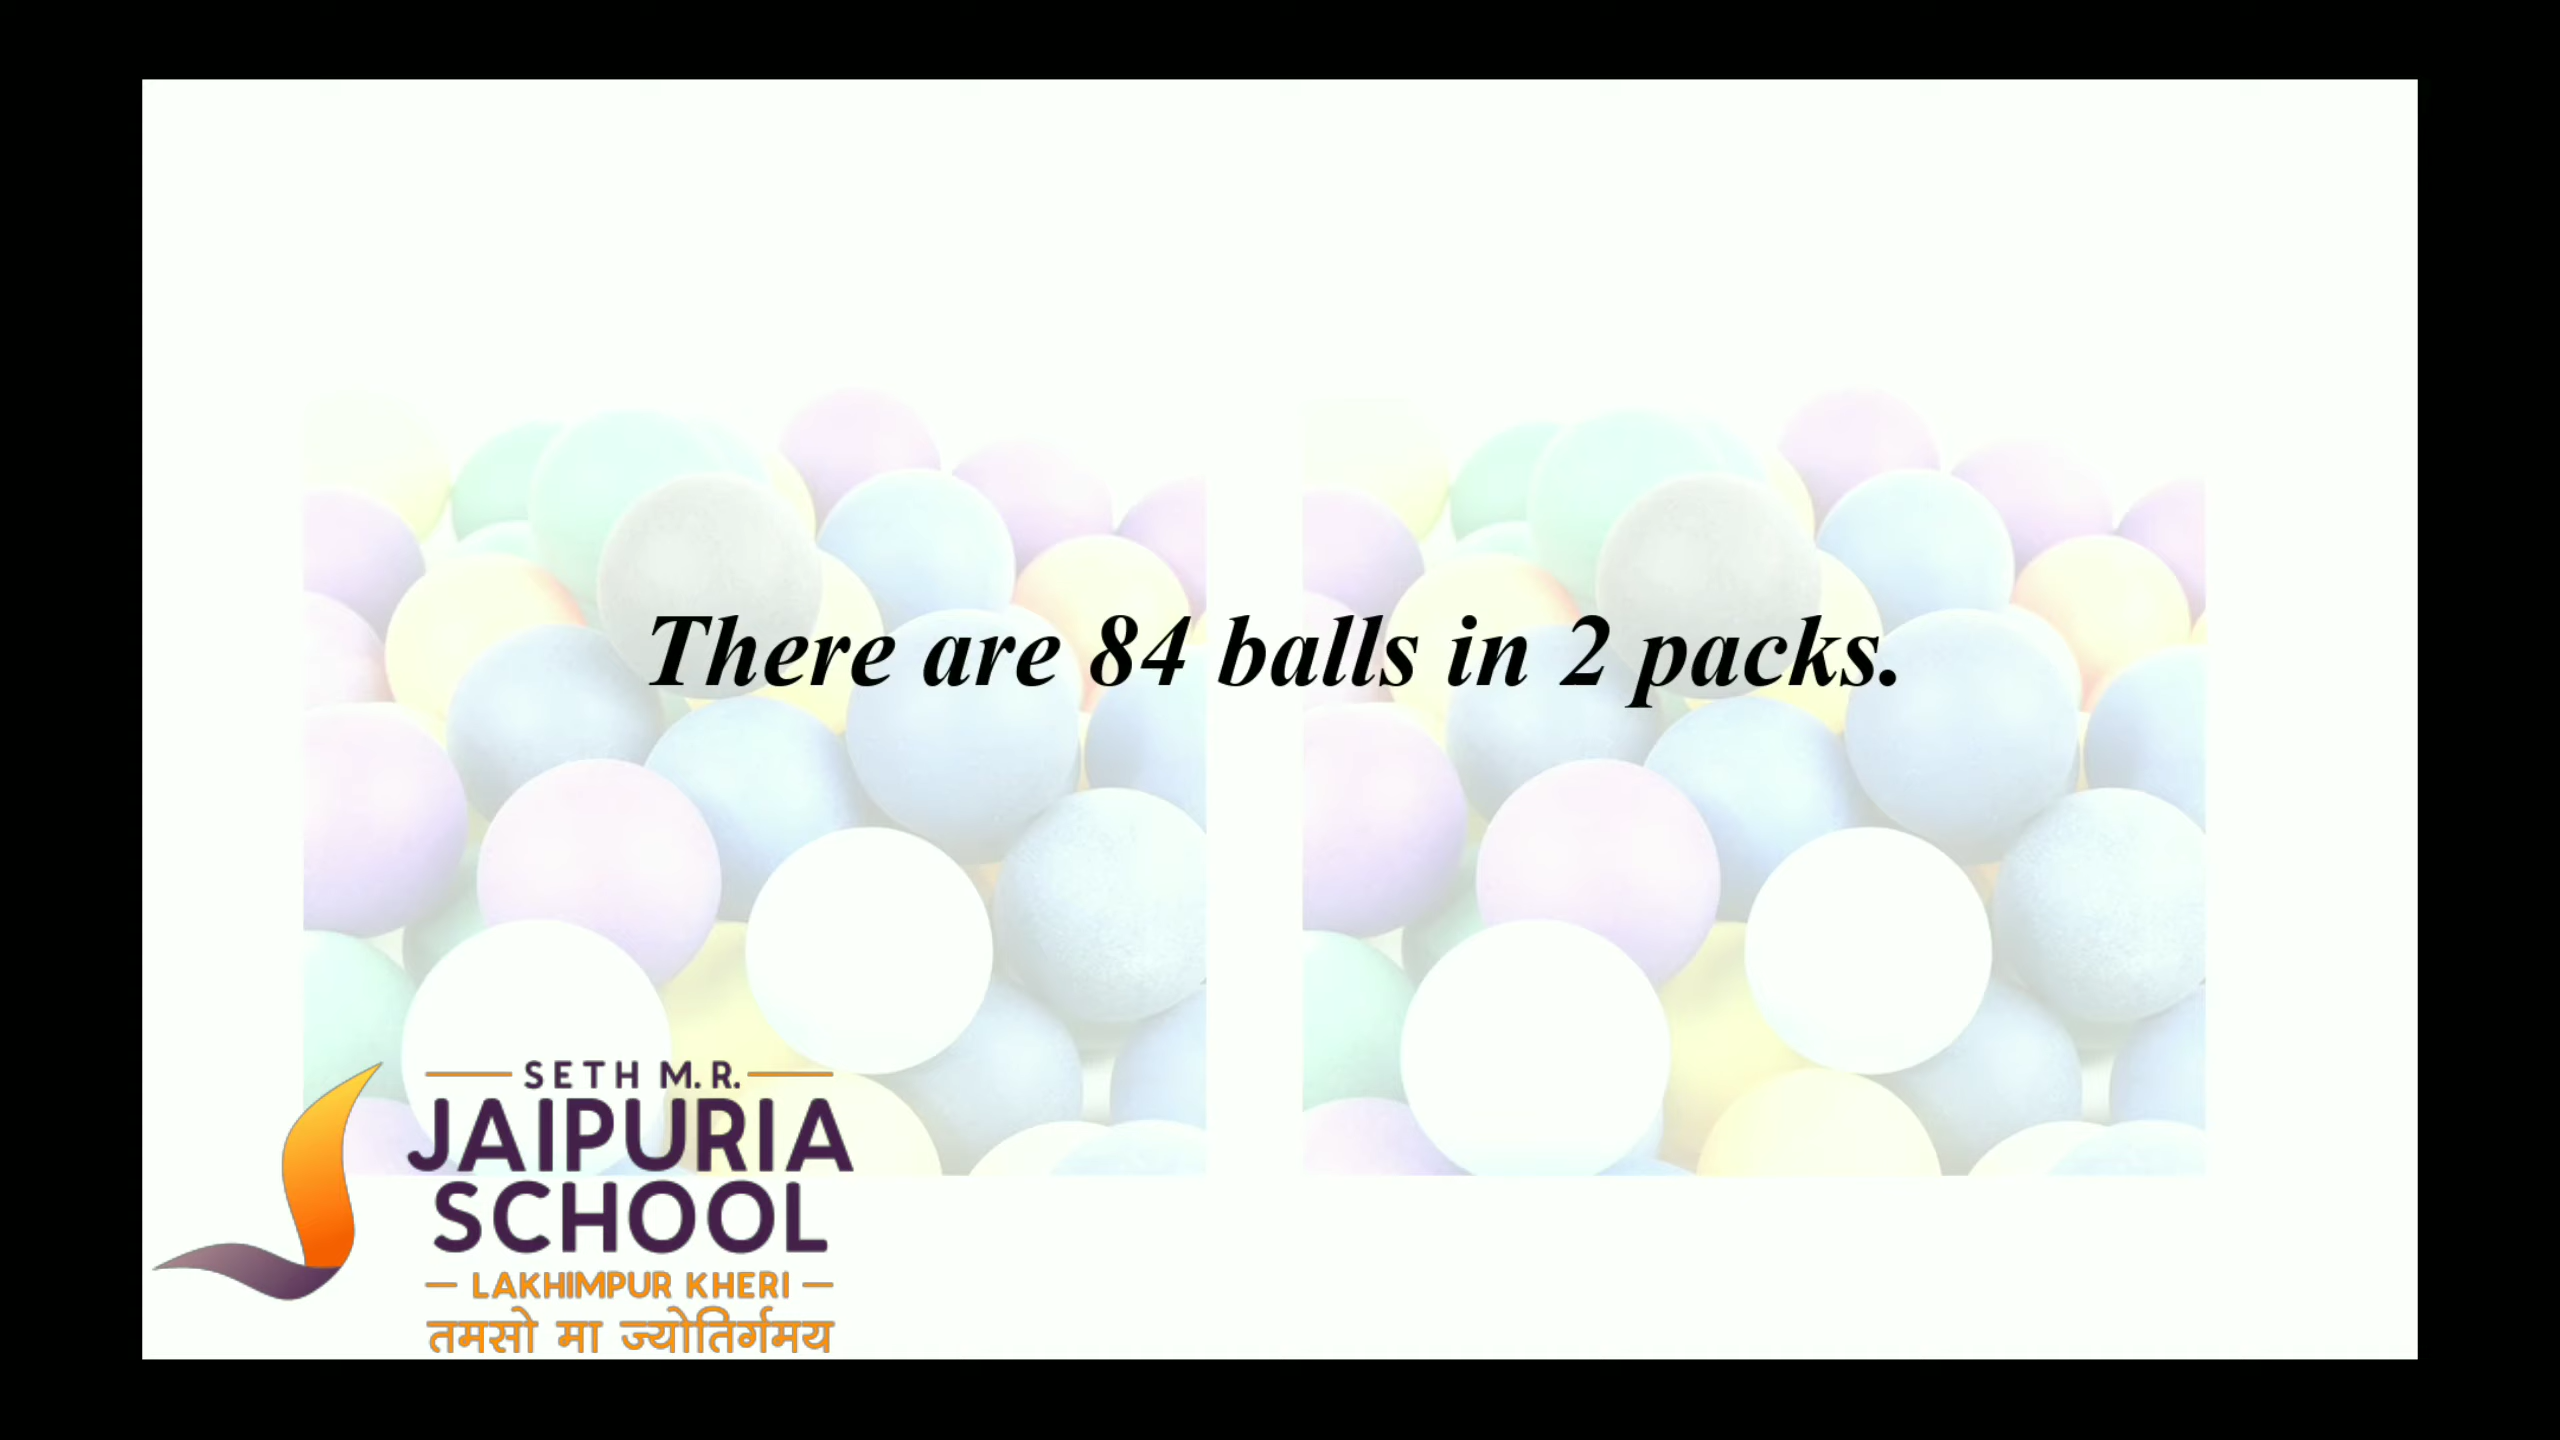 There are 84 balls in 2 packs.
SETH M. R.
JAIPURIA
SCHOOL
LAKHIMPUR KHERI
तमसो मा ज्योतिर्गमय